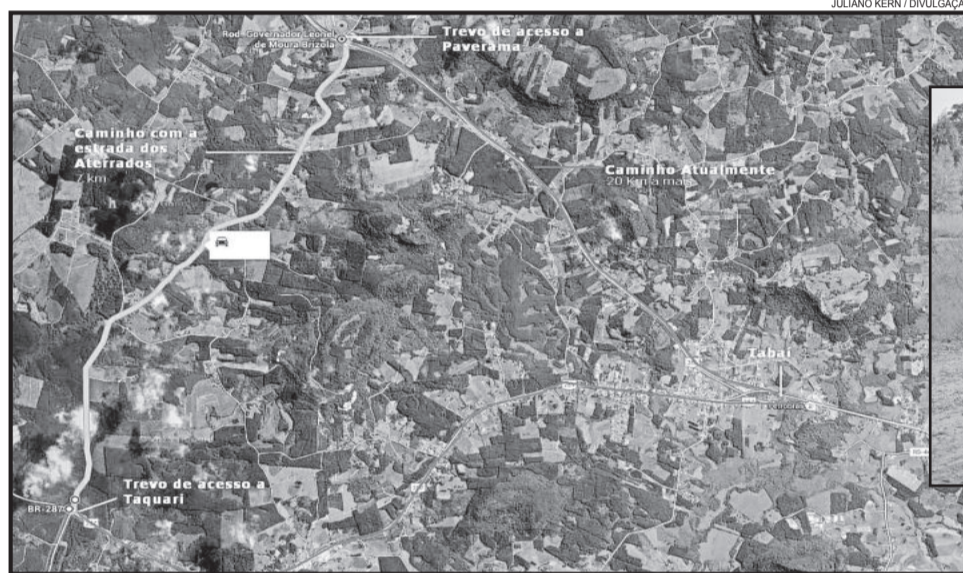 JULIANO KERN / DIVULGAÇÃ
Rod. Governador Leonel
de Moura Brizola
Trevo de acesso a
Paverama
Caminho com a
estrada dos
Aterrados
7 km
Caminho Atualmente
20 Km a mais
Tabaí
Trevo de acesso a
Taquari
BR-287